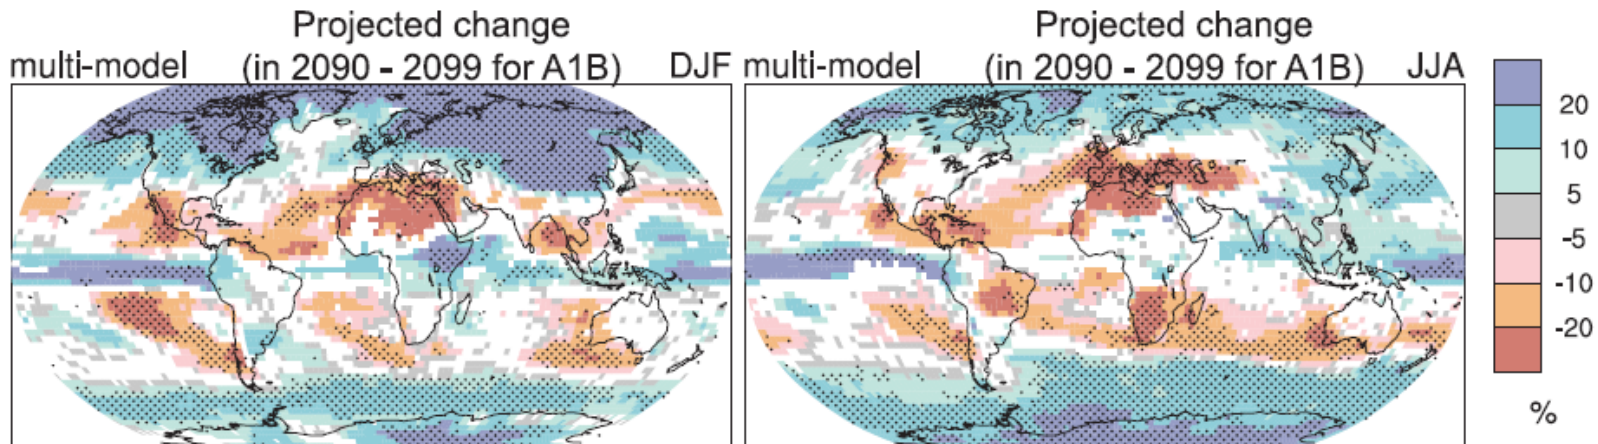 Projected change
multi-model (in 2090 - 2099 for A1B) DJF
Projected change
multi-model (in 2090 - 2099 for A1B) JJA
20
10
5
-5
-10
-20
%